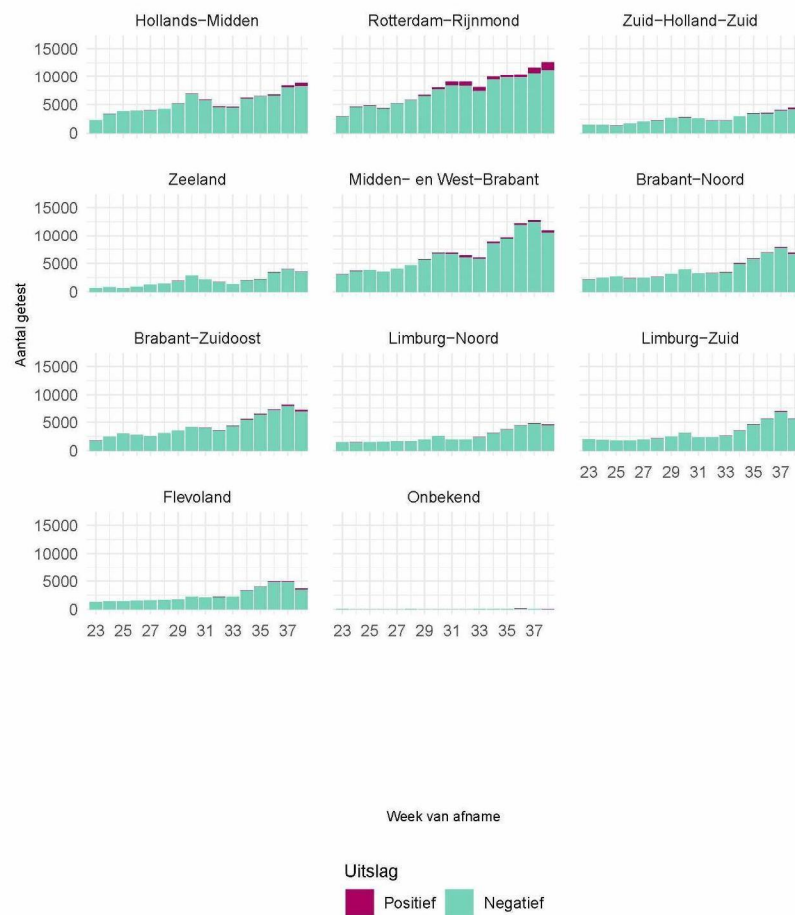 Hollands-Midden Rotterdam-Rijnmond Zuid-Holland-Zuid
15000
10000
5000
0
Zeeland Midden- en West-Brabant Brabant-Noord
15000
10000
5000
0
Aantal getest
Brabant-Zuidoost Limburg-Noord Limburg-Zuid
15000
10000
5000
0
23 25 27 29 31 33 35 37
Flevoland Onbekend
15000
10000
5000
0
23 25 27 29 31 33 35 37 23 25 27 29 31 33 35 37
Week van afname
Uitslag
Positief Negatief